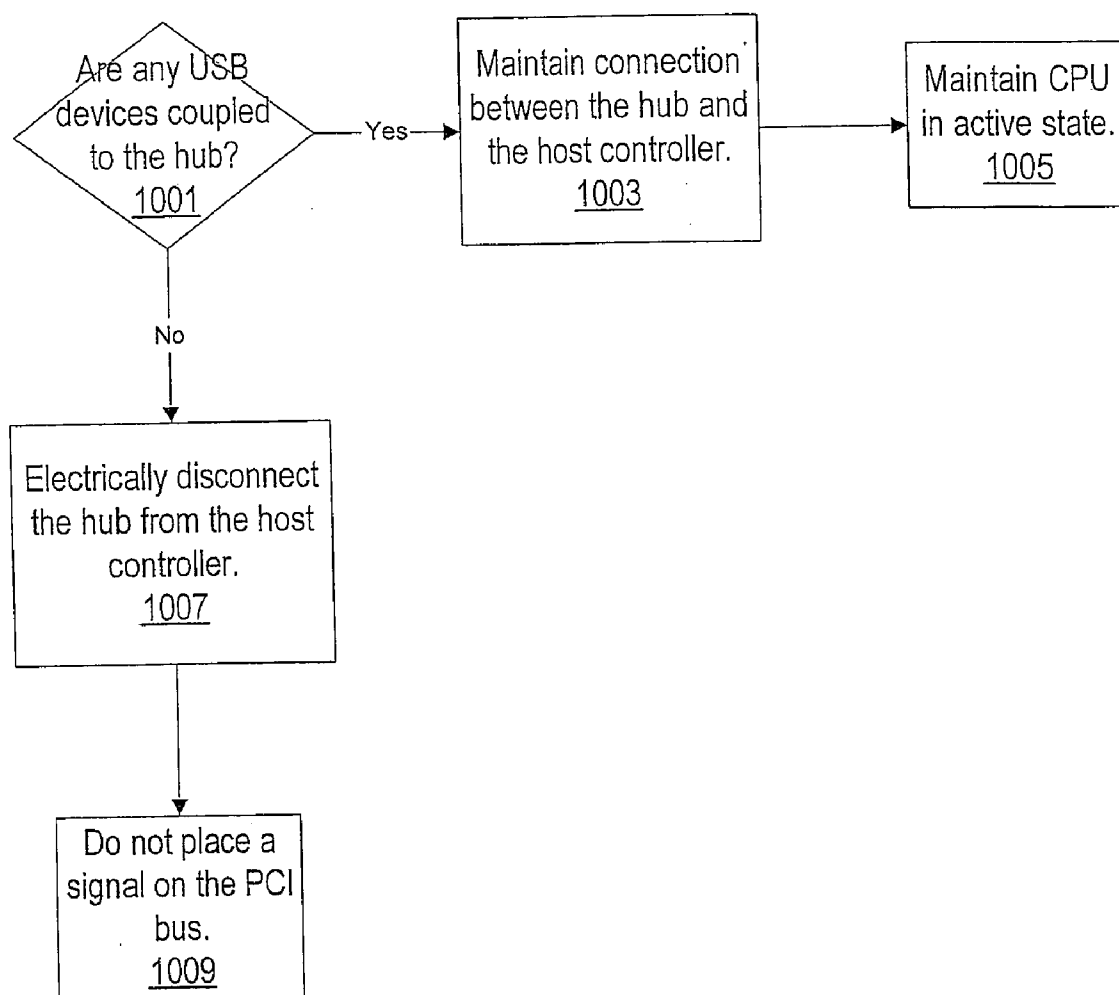 Are any USB
devices coupled
to the hub?
1001
Yes
Maintain connection
between the hub and
the host controller.
1003
Maintain CPU
in active state.
1005
No
Electrically disconnect
the hub from the host
controller.
1007
Do not place a
signal on the PCI
bus.
1009